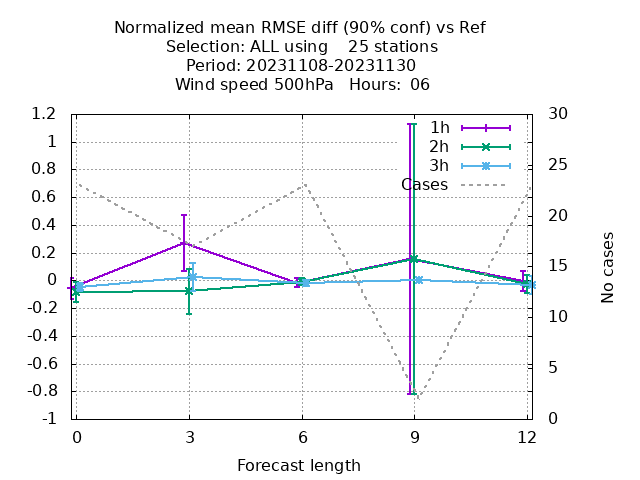 Normalized mean RMSE diff (90% conf) vs Ref
Selection: ALL using    25 stations
Period: 20231108-20231130
Wind speed 500hPa   Hours: 06
1.2
1
0.8
0.6
0.4
0.2
0
-0.2
-0.4
-0.6
-0.8
-1
30
25
20
15
10
5
0
1h
2h
3h
Cases
No cases
0 3 6 9 12
Forecast length